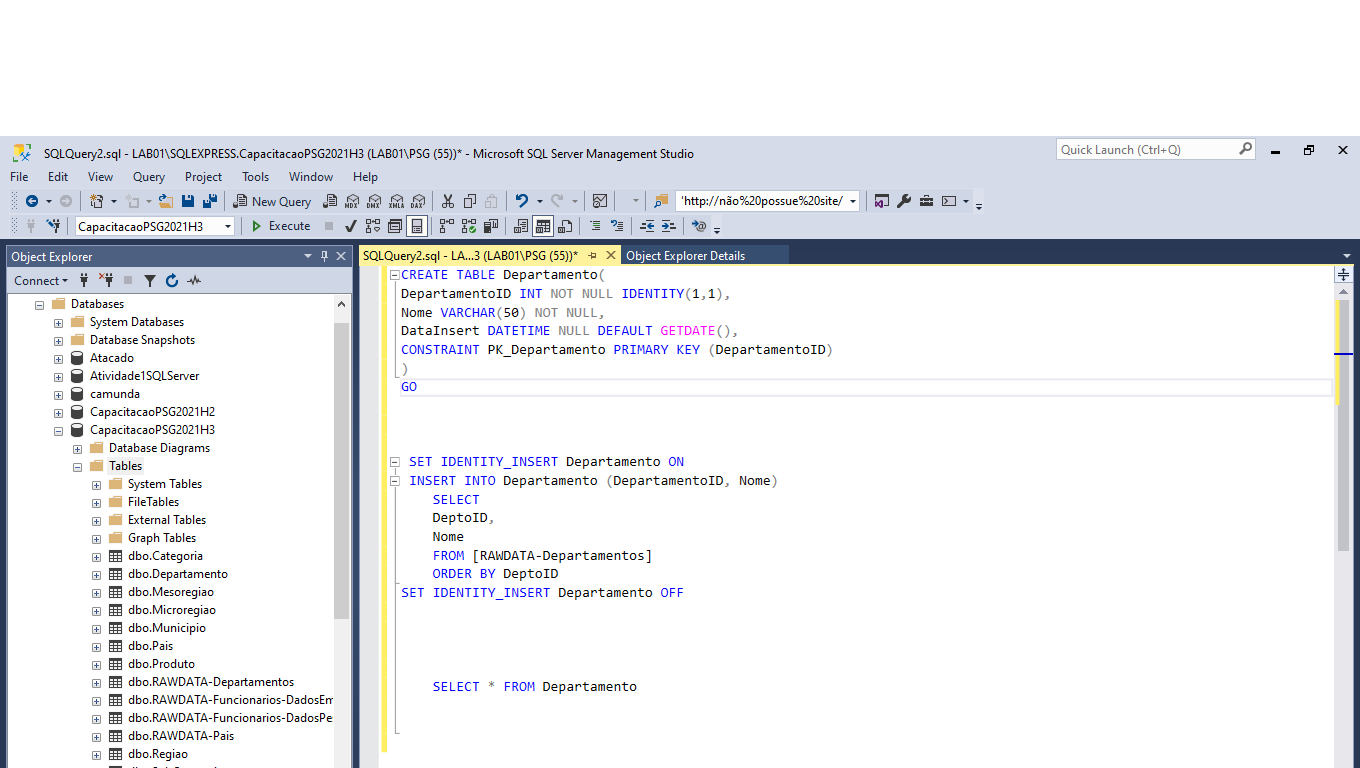 SQLQuery2.sql - LAB01\SQLEXPRESS.CapacitacaoPSG2021H3 (LAB01\PSG (55))* - Microsoft SQL Server Management Studio
Quick Launch (Ctrl+Q)
File Edit View Query Project Tools Window Help
New Query
MDX DMX XMLA DAX
'http://não%20possue%20site/
CapacitacaoPSG2021H3
Execute
Object Explorer
SQLQuery2.sql - LA...3 (LAB01\PSG (55))*
Object Explorer Details
Connect
Databases
System Databases
Database Snapshots
Atacado
Atividade1SQLServer
camunda
CapacitacaoPSG2021H2
CapacitacaoPSG2021H3
Database Diagrams
Tables
System Tables
FileTables
External Tables
Graph Tables
dbo.Categoria
dbo.Departamento
dbo.Mesoregiao
dbo.Microregiao
dbo.Municipio
dbo.Pais
dbo.Produto
dbo.RAWDATA-Departamentos
dbo.RAWDATA-Funcionarios-DadosEm
dbo.RAWDATA-Funcionarios-DadosPe
dbo.RAWDATA-Pais
dbo.Regiao
CREATE TABLE Departamento(
DepartamentoID INT NOT NULL IDENTITY(1,1),
Nome VARCHAR(50) NOT NULL,
DataInsert DATETIME NULL DEFAULT GETDATE(),
CONSTRAINT PK_Departamento PRIMARY KEY (DepartamentoID)
)
GO
SET IDENTITY_INSERT Departamento ON
INSERT INTO Departamento (DepartamentoID, Nome)
SELECT
DeptoID,
Nome
FROM [RAWDATA-Departamentos]
ORDER BY DeptoID
SET IDENTITY_INSERT Departamento OFF
SELECT * FROM Departamento